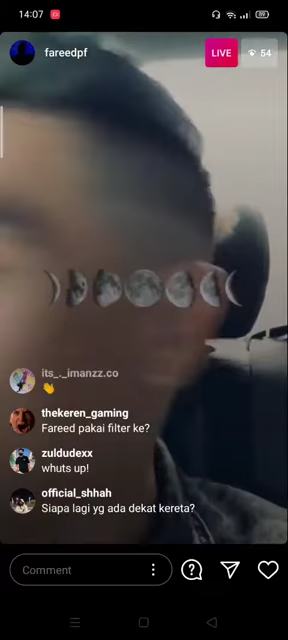 14:07
fareedpf
LIVE
54
its_._imanzz.co
👋
thekeren_gaming
Fareed pakai filter ke?
zuldudexx
whuts up!
official_shhah
Siapa lagi yg ada dekat kereta?
Comment